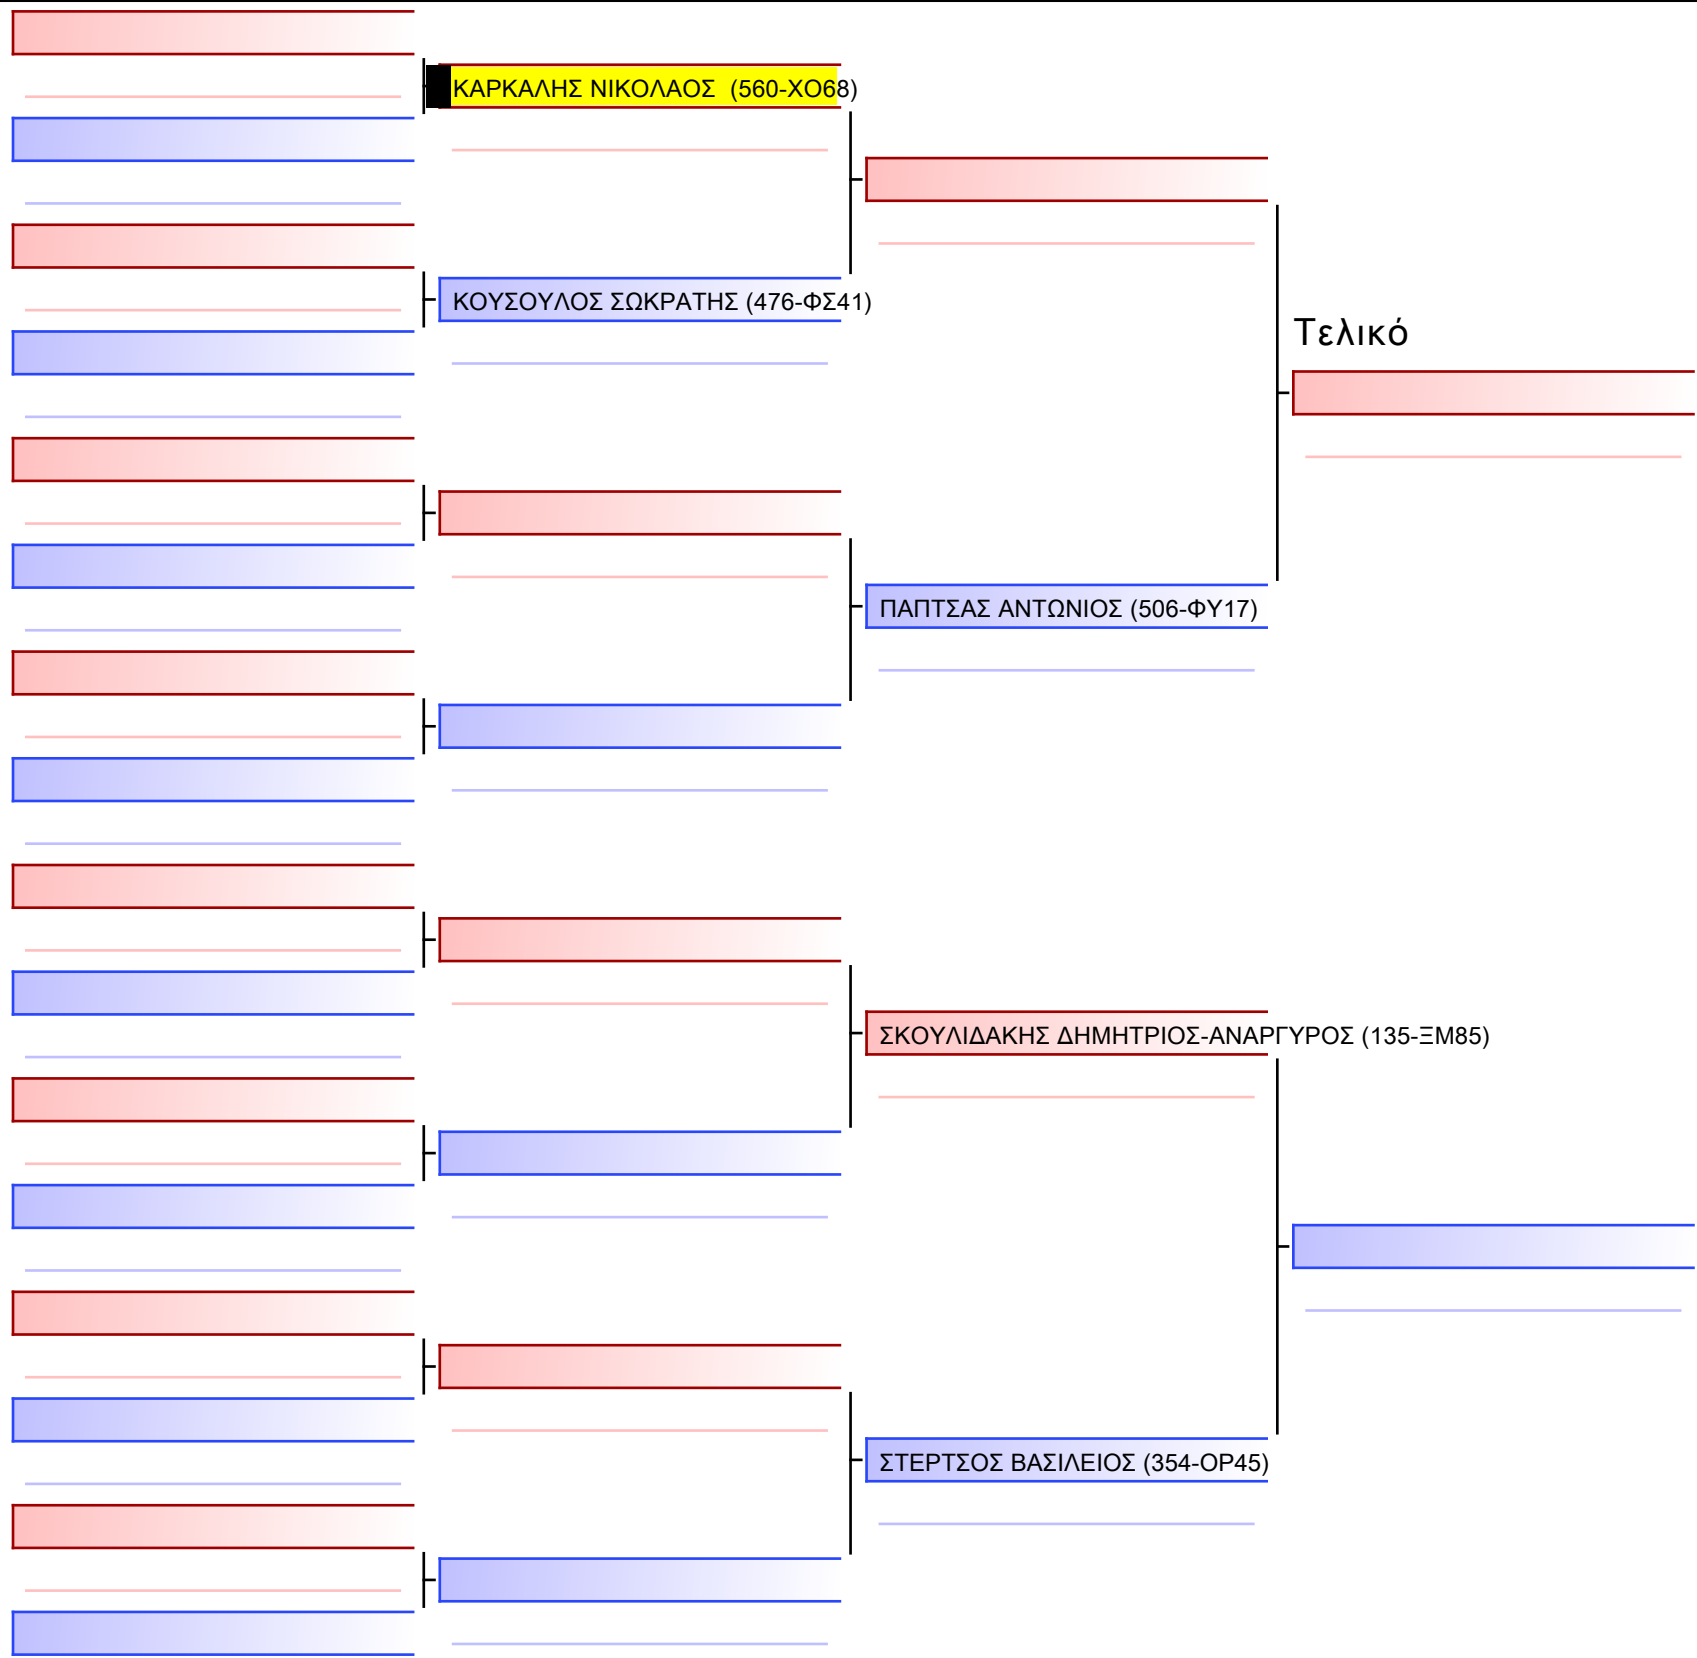 ΚΑΡΚΑΛΗΣ ΝΙΚΟΛΑΟΣ (560-ΧΟ68)
ΚΟΥΣΟΥΛΟΣ ΣΩΚΡΑΤΗΣ (476-ΦΣ41)
Τελικό
ΠΑΠΤΣΑΣ ΑΝΤΩΝΙΟΣ (506-ΦΥ17)
ΣΚΟΥΛΙΔΑΚΗΣ ΔΗΜΗΤΡΙΟΣ-ΑΝΑΡΓΥΡΟΣ (135-ΞΜ85)
ΣΤΕΡΤΣΟΣ ΒΑΣΙΛΕΙΟΣ (354-ΟΡ45)